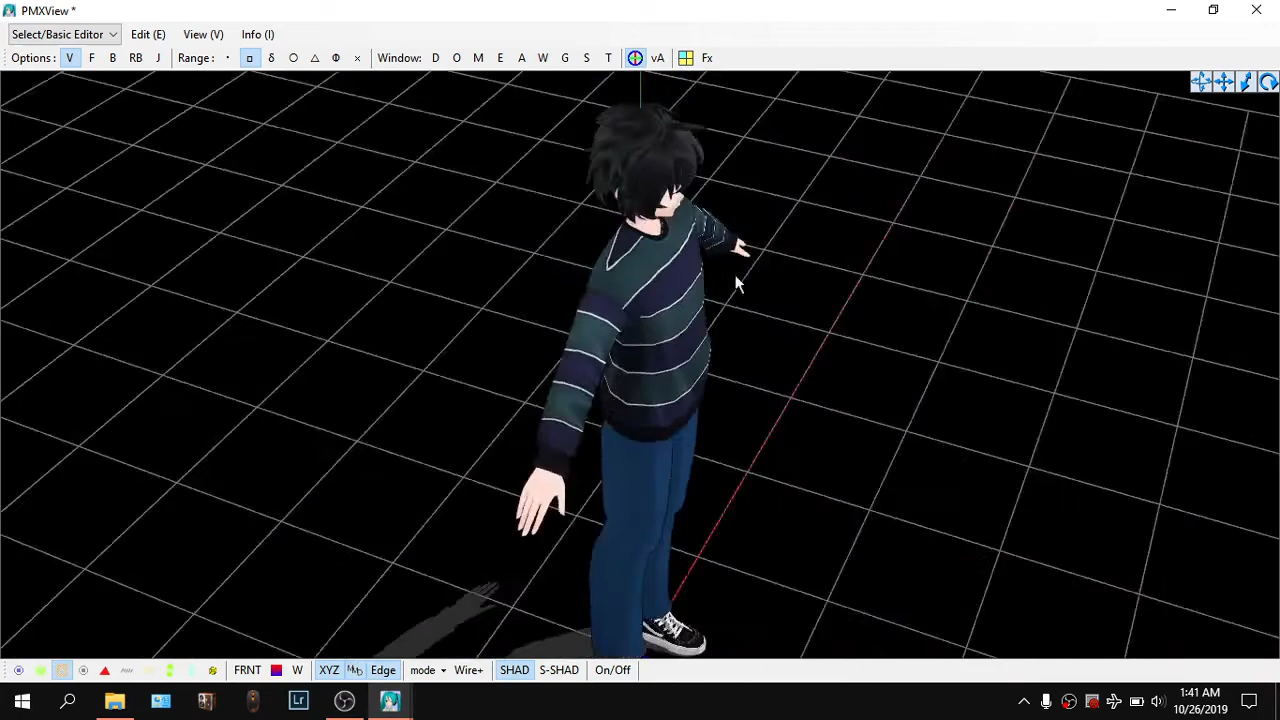 PMXView *
Select/Basic Editor Edit (E) View (V) Info (I)
Options : V F B RB J Range : Window: D O M E A W G S T vA Fx
FRNT W XYZ Edge mode Wire+ SHAD S-SHAD On/Off
Lr
1:41 AM
10/26/2019